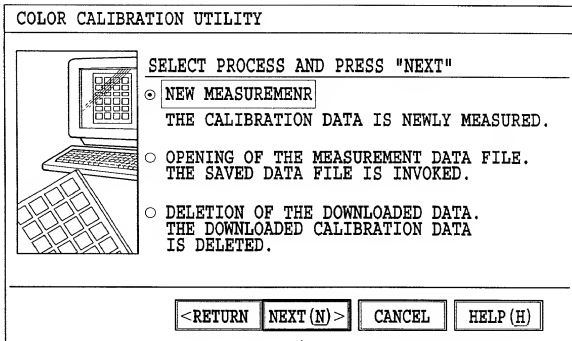 COLOR CALIBRATION UTILITY
SELECT PROCESS AND PRESS "NEXT"
NEW MEASUREMENR
THE CALIBRATION DATA IS NEWLY MEASURED.
OPENING OF THE MEASUREMENT DATA FILE.
THE SAVED DATA FILE IS INVOKED.
DELETION OF THE DOWNLOADED DATA.
THE DOWNLOADED CALIBRATION DATA
IS DELETED.
<RETURN NEXT(N)> CANCEL HELP(H)